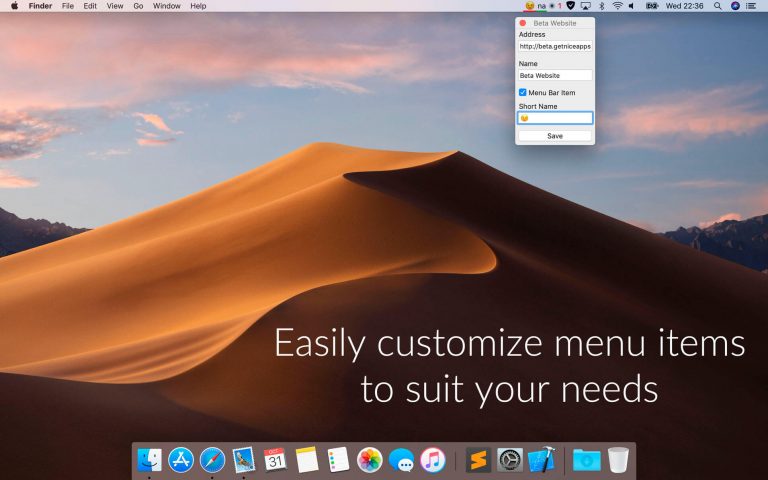 Finder File Edit View Go Window Help
na 1 Wed 22:36
Beta Website
Address
http://beta.getniceapps
Name
Beta Website
Menu Bar Item
Short Name
Save
Easily customize menu items
to suit your needs
OCT
31